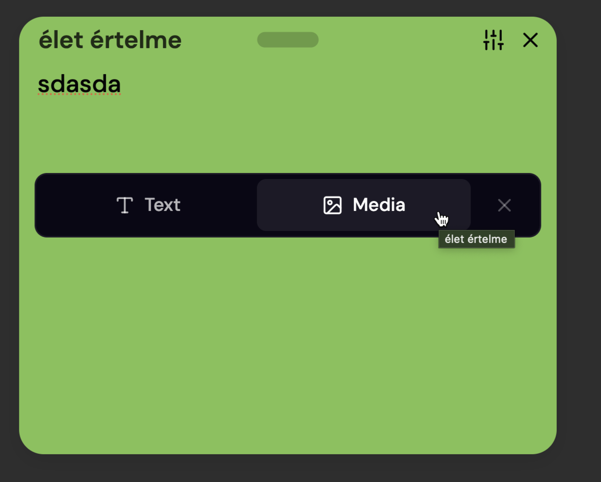 élet értelme
sdasda
Text
Media
élet értelme